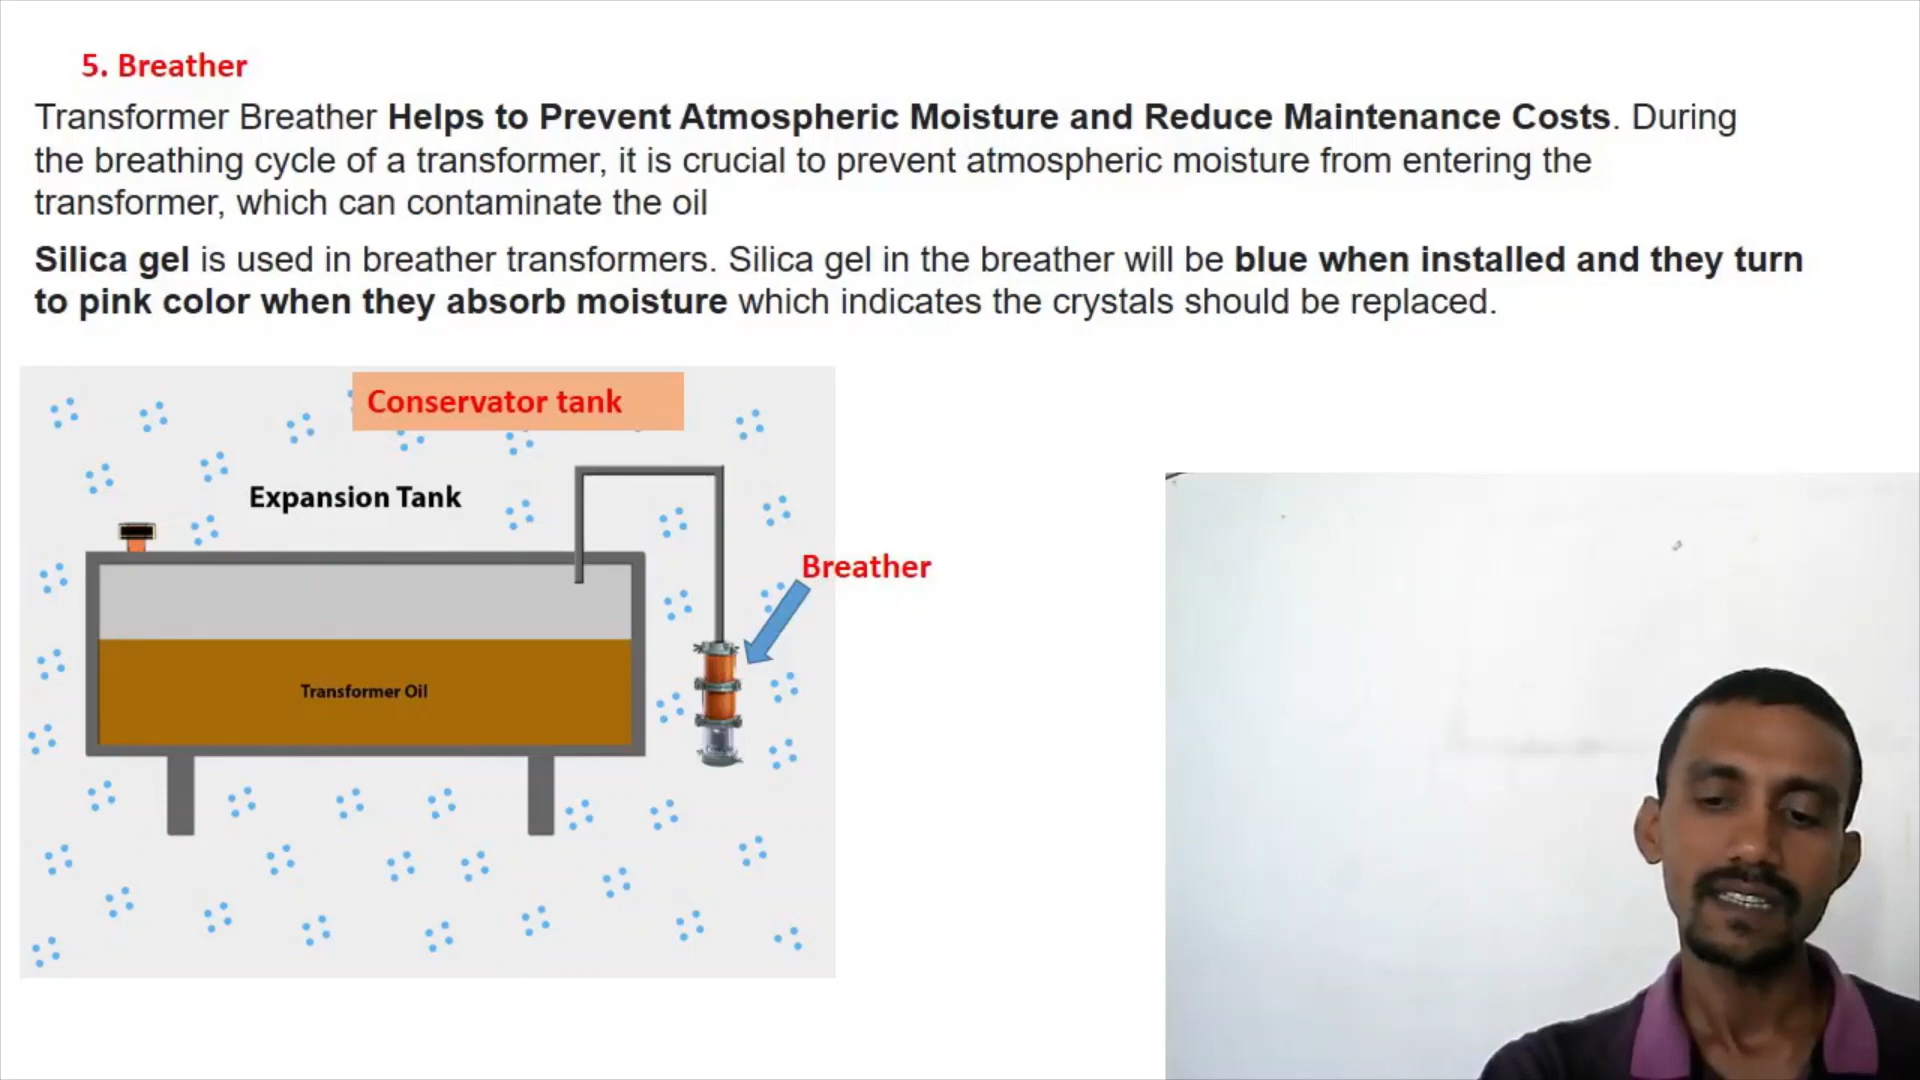 5. Breather
Transformer Breather Helps to Prevent Atmospheric Moisture and Reduce Maintenance Costs. During
the breathing cycle of a transformer, it is crucial to prevent atmospheric moisture from entering the
transformer, which can contaminate the oil
Silica gel is used in breather transformers. Silica gel in the breather will be blue when installed and they turn
to pink color when they absorb moisture which indicates the crystals should be replaced.
Conservator tank
Expansion Tank
Breather
Transformer Oil